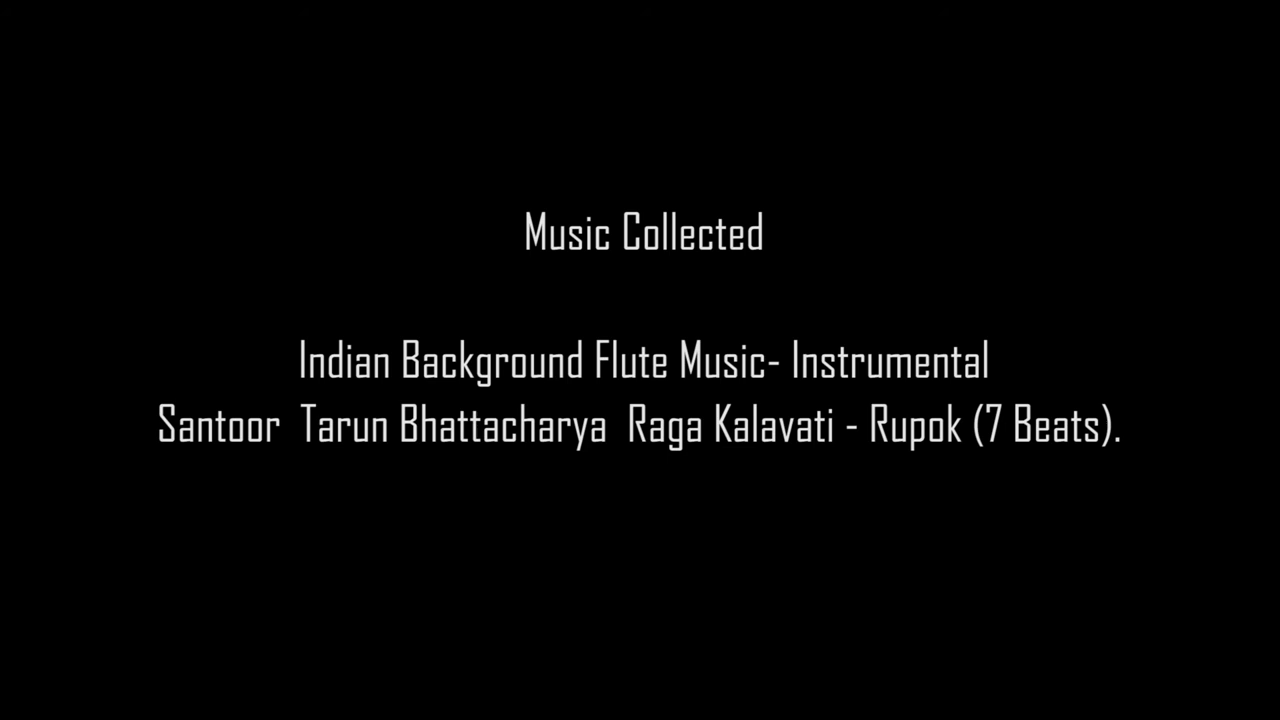 Music Collected
Indian Background Flute Music- Instrumental
Santoor  Tarun Bhattacharya  Raga Kalavati - Rupok (7 Beats).